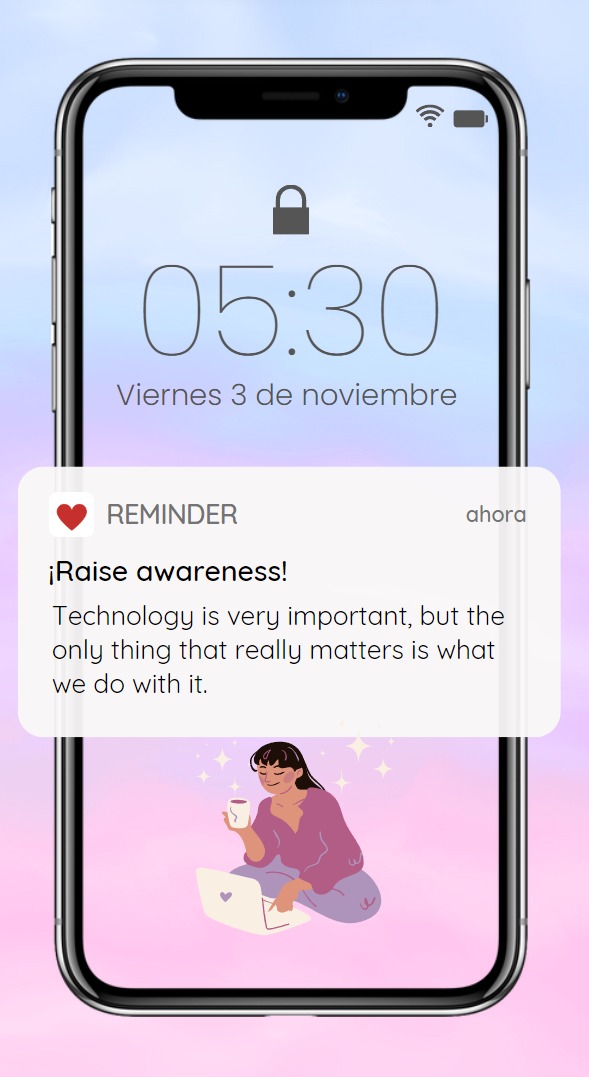 05:30
Viernes 3 de noviembre
REMINDER ahora
¡Raise awareness!
Technology is very important, but the
only thing that really matters is what
we do with it.